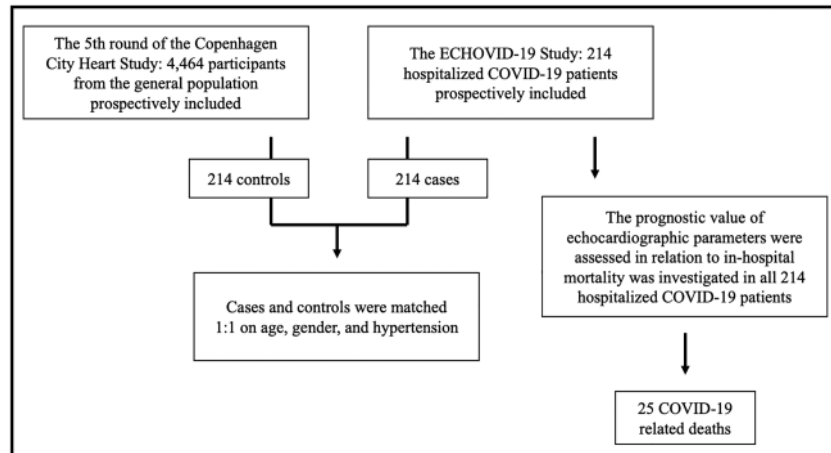 The 5th round of the Copenhagen
City Heart Study: 4,464 participants
from the general population
prospectively included
The ECHOVID-19 Study: 214
hospitalized COVID-19 patients
prospectively included
214 controls
214 cases
Cases and controls were matched
1:1 on age, gender, and hypertension
The prognostic value of
echocardiographic parameters were
assessed in relation to in-hospital
mortality was investigated in all 214
hospitalized COVID-19 patients
25 COVID-19
related deaths